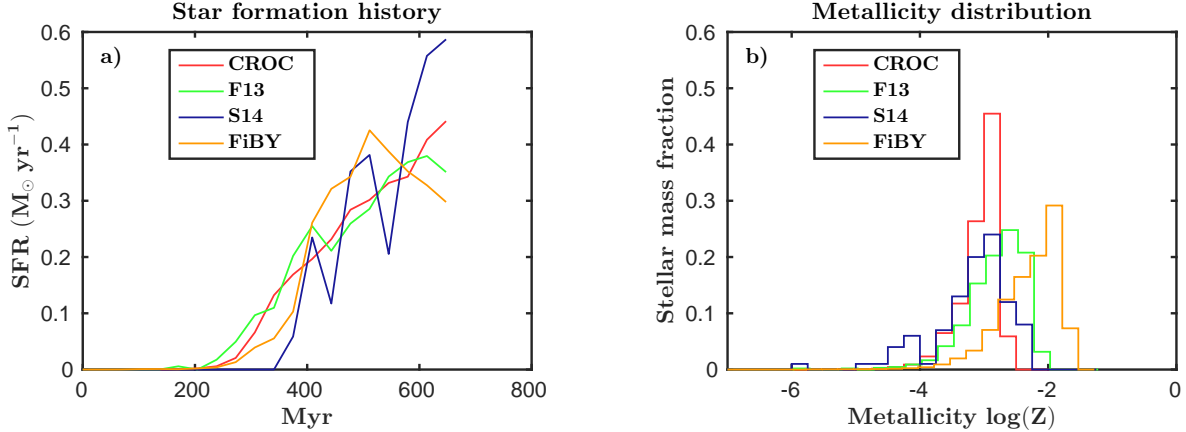 Star formation history
a)
CROC
F13
S14
FiBY
0.6
0.5
0.4
0.3
0.2
0.1
0
0 200 400 600 800
Myr
SFR (M⊙ yr⁻¹)
Metallicity distribution
b)
CROC
F13
S14
FiBY
0.6
0.5
0.4
0.3
0.2
0.1
0
-6 -4 -2 0
Metallicity log(Z)
Stellar mass fraction